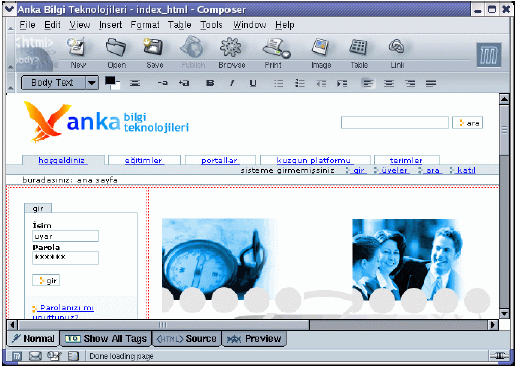 Anka Bilgi Teknolojileri - index_html - Composer
File Edit View Insert Format Table Tools Window Help
<html>
body?
New Open Save Publish Browse Print Image Table Link
Body Text
-a +a B I U
anka bilgi teknolojileri
ara
hoşgeldiniz eğitimler portallar kuzgun platformu terimler
sisteme girmemişsiniz gir üyeler ara katıl
buradasınız: ana sayfa
gir
İsim
uyar
Parola
******
gir
Parolanızı mı
unuttunuz?
Normal Show All Tags <HTML> Source Preview
Done loading page